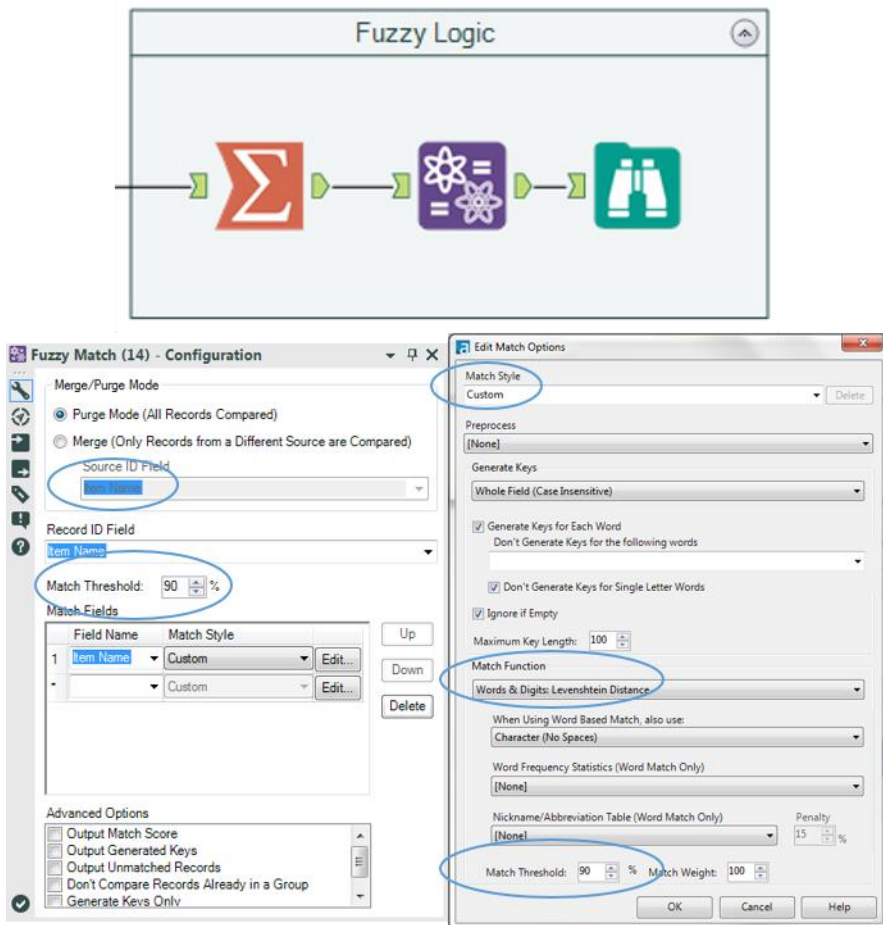 Fuzzy Logic
Fuzzy Match (14) - Configuration
Merge/Purge Mode
Purge Mode (All Records Compared)
Merge (Only Records from a Different Source are Compared)
Source ID Field
Item Name
Record ID Field
Item Name
Match Threshold: 90 %
Match Fields
Field Name Match Style
1 Item Name Custom Edit...
* Custom Edit...
Up
Down
Delete
Advanced Options
Output Match Score
Output Generated Keys
Output Unmatched Records
Don't Compare Records Already in a Group
Generate Keys Only
Edit Match Options
Match Style
Custom Delete
Preprocess
[None]
Generate Keys
Whole Field (Case Insensitive)
Generate Keys for Each Word
Don't Generate Keys for the following words
Don't Generate Keys for Single Letter Words
Ignore if Empty
Maximum Key Length: 100
Match Function
Words & Digits: Levenshtein Distance
When Using Word Based Match, also use:
Character (No Spaces)
Word Frequency Statistics (Word Match Only)
[None]
Nickname/Abbreviation Table (Word Match Only) Penalty
[None] 15 %
Match Threshold: 90 % Match Weight: 100
OK Cancel Help